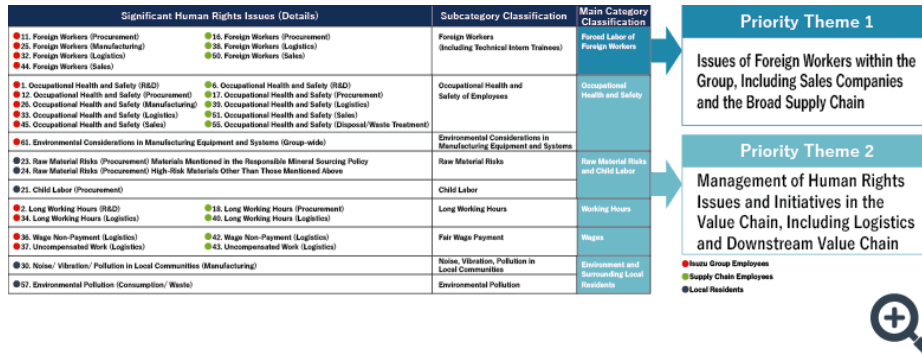 Significant Human Rights Issues (Details) Subcategory Classification Main Category Classification
11. Foreign Workers (Procurement) 16. Foreign Workers (Procurement)
25. Foreign Workers (Manufacturing) 38. Foreign Workers (Logistics)
32. Foreign Workers (Logistics) 50. Foreign Workers (Sales)
44. Foreign Workers (Sales)
Foreign Workers
(Including Technical Intern Trainees)
Forced Labor of
Foreign Workers
1. Occupational Health and Safety (R&D) 6. Occupational Health and Safety (R&D)
12. Occupational Health and Safety (Procurement) 17. Occupational Health and Safety (Procurement)
26. Occupational Health and Safety (Manufacturing) 39. Occupational Health and Safety (Logistics)
33. Occupational Health and Safety (Logistics) 51. Occupational Health and Safety (Sales)
45. Occupational Health and Safety (Sales) 55. Occupational Health and Safety (Disposal/Waste Treatment)
Occupational Health and
Safety of Employees
Occupational
Health and Safety
61. Environmental Considerations in Manufacturing Equipment and Systems (Group-wide)
Environmental Considerations in
Manufacturing Equipment and Systems
23. Raw Material Risks (Procurement) Materials Mentioned in the Responsible Mineral Sourcing Policy
24. Raw Material Risks (Procurement) High-Risk Materials Other Than Those Mentioned Above
Raw Material Risks
Raw Material Risks
and Child Labor
21. Child Labor (Procurement)
Child Labor
2. Long Working Hours (R&D) 18. Long Working Hours (Procurement)
34. Long Working Hours (Logistics) 40. Long Working Hours (Logistics)
Long Working Hours
Working Hours
36. Wage Non-Payment (Logistics) 42. Wage Non-Payment (Logistics)
37. Uncompensated Work (Logistics) 43. Uncompensated Work (Logistics)
Fair Wage Payment
Wages
30. Noise/ Vibration/ Pollution in Local Communities (Manufacturing)
Noise, Vibration, Pollution in
Local Communities
Environment and
Surrounding Local
Residents
57. Environmental Pollution (Consumption/ Waste)
Environmental Pollution
Priority Theme 1
Issues of Foreign Workers within the
Group, Including Sales Companies
and the Broad Supply Chain
Priority Theme 2
Management of Human Rights
Issues and Initiatives in the
Value Chain, Including Logistics
and Downstream Value Chain
Isuzu Group Employees
Supply Chain Employees
Local Residents